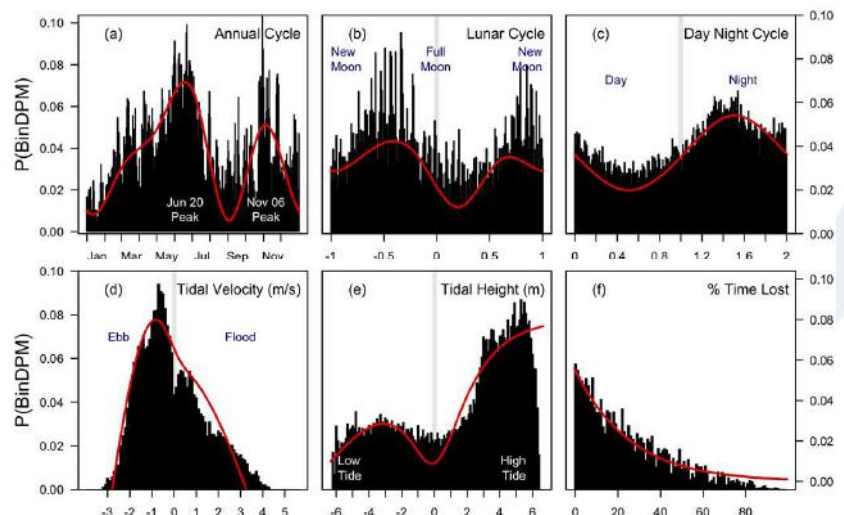 (a) Annual Cycle
(b) Lunar Cycle
(c) Day Night Cycle
P(BinDPM)
0.10
0.08
0.06
0.04
0.02
0.00
Jun 20
Peak
Nov 06
Peak
Jan Mar May Jul Sep Nov
New
Moon
Full
Moon
New
Moon
-1 -0.5 0 0.5 1
Day
Night
0.10
0.08
0.06
0.04
0.02
0.00
0 0.4 0.8 1.2 1.6 2
(d) Tidal Velocity (m/s)
(e) Tidal Height (m)
(f) % Time Lost
P(BinDPM)
0.10
0.08
0.06
0.04
0.02
0.00
Ebb
Flood
-3 -2 -1 0 1 2 3 4 5
Low
Tide
High
Tide
-6 -4 -2 0 2 4 6
0.10
0.08
0.06
0.04
0.02
0.00
0 20 40 60 80